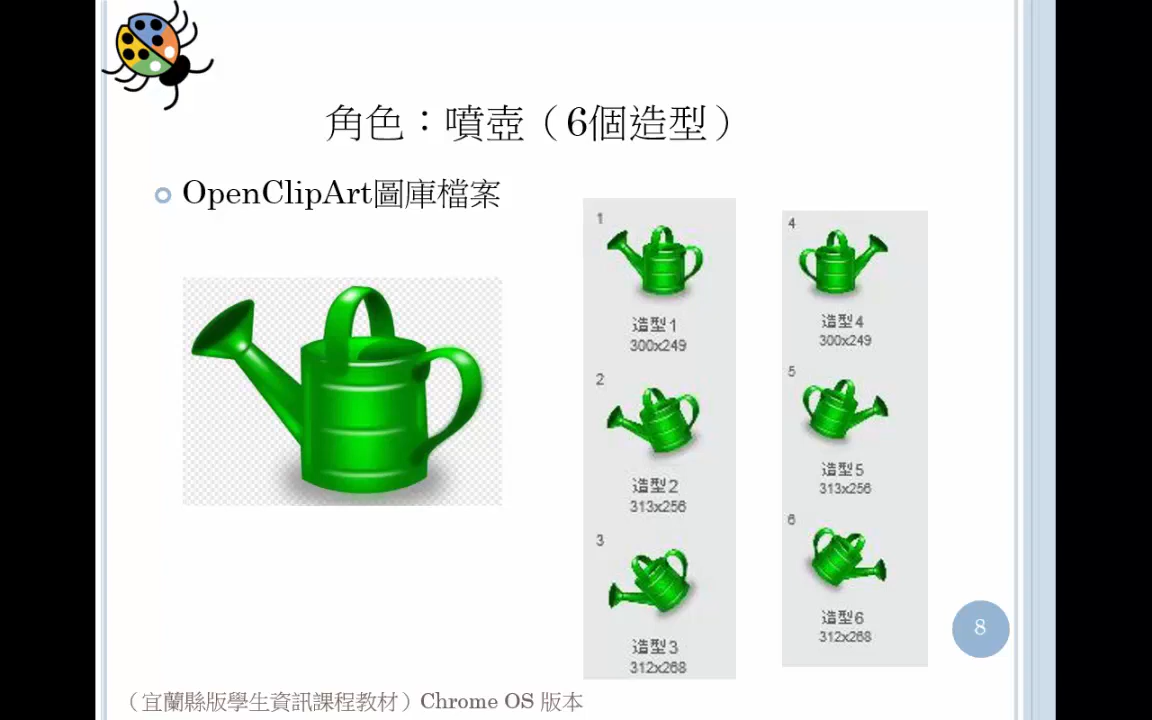 角色：噴壺（6個造型）
OpenClipArt圖庫檔案
1
造型1
300x249
2
造型2
313x256
3
造型3
312x268
4
造型4
300x249
5
造型5
313x256
6
造型6
312x268
8
（宜蘭縣版學生資訊課程教材）Chrome OS 版本